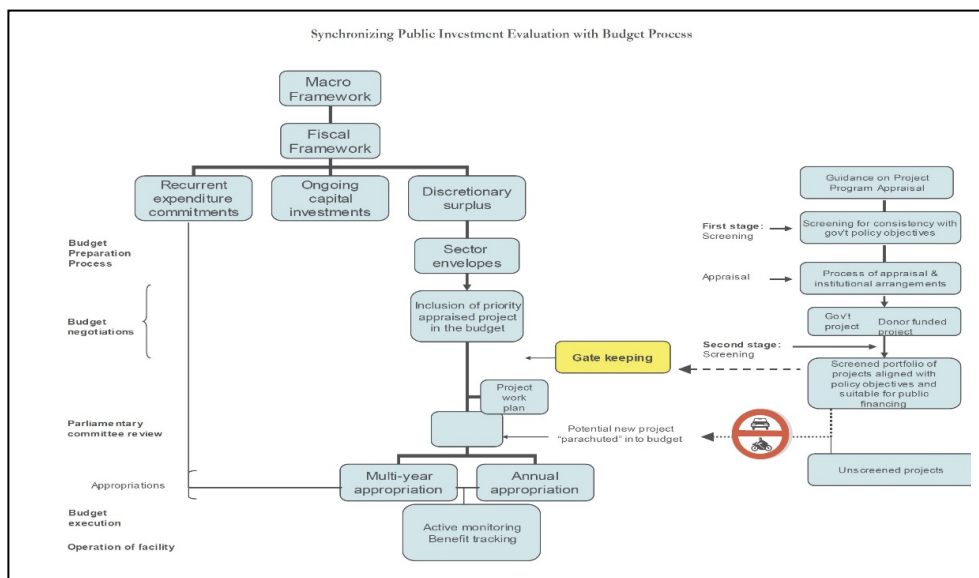 Synchronizing Public Investment Evaluation with Budget Process
Macro
Framework
Fiscal
Framework
Recurrent
expenditure
commitments
Ongoing
capital
investments
Discretionary
surplus
Guidance on Project
Program Appraisal
First stage:
Screening
Screening for consistency with
gov't policy objectives
Budget
Preparation
Process
Sector
envelopes
Appraisal
Process of appraisal &
institutional arrangements
Budget
negotiations
Inclusion of priority
appraised project
in the budget
Gov't
project
Donor funded
project
Second stage:
Screening
Gate keeping
Screened portfolio of
projects aligned with
policy objectives and
suitable for public
financing
Project
work
plan
Parliamentary
committee review
Potential new project
“parachuted” into budget
Unscreened projects
Appropriations
Multi-year
appropriation
Annual
appropriation
Budget
execution
Active monitoring
Benefit tracking
Operation of facility